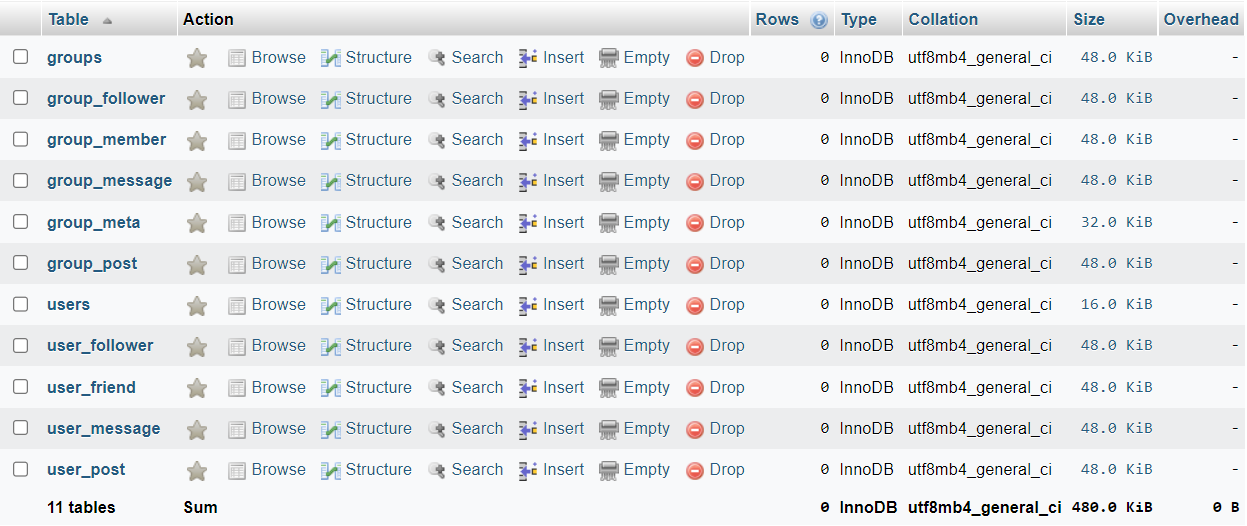 Table Action Rows Type Collation Size Overhead
groups Browse Structure Search Insert Empty Drop 0 InnoDB utf8mb4_general_ci 48.0 KiB -
group_follower Browse Structure Search Insert Empty Drop 0 InnoDB utf8mb4_general_ci 48.0 KiB -
group_member Browse Structure Search Insert Empty Drop 0 InnoDB utf8mb4_general_ci 48.0 KiB -
group_message Browse Structure Search Insert Empty Drop 0 InnoDB utf8mb4_general_ci 48.0 KiB -
group_meta Browse Structure Search Insert Empty Drop 0 InnoDB utf8mb4_general_ci 32.0 KiB -
group_post Browse Structure Search Insert Empty Drop 0 InnoDB utf8mb4_general_ci 48.0 KiB -
users Browse Structure Search Insert Empty Drop 0 InnoDB utf8mb4_general_ci 16.0 KiB -
user_follower Browse Structure Search Insert Empty Drop 0 InnoDB utf8mb4_general_ci 48.0 KiB -
user_friend Browse Structure Search Insert Empty Drop 0 InnoDB utf8mb4_general_ci 48.0 KiB -
user_message Browse Structure Search Insert Empty Drop 0 InnoDB utf8mb4_general_ci 48.0 KiB -
user_post Browse Structure Search Insert Empty Drop 0 InnoDB utf8mb4_general_ci 48.0 KiB -
11 tables Sum 0 InnoDB utf8mb4_general_ci 480.0 KiB 0 B